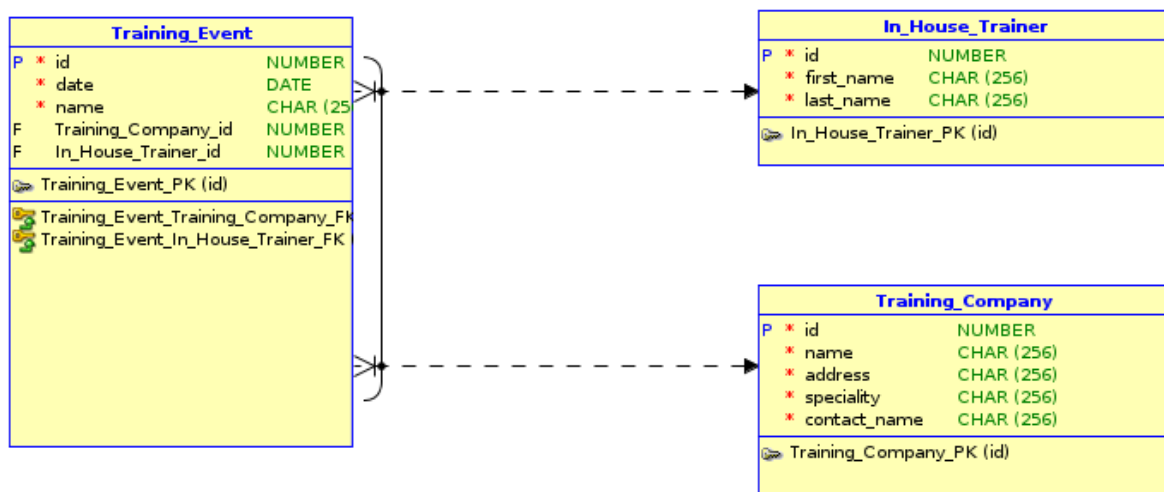 Training_Event
P * id NUMBER
* date DATE
* name CHAR (25
F Training_Company_id NUMBER
F In_House_Trainer_id NUMBER
Training_Event_PK (id)
Training_Event_Training_Company_FK
Training_Event_In_House_Trainer_FK (
In_House_Trainer
P * id NUMBER
* first_name CHAR (256)
* last_name CHAR (256)
In_House_Trainer_PK (id)
Training_Company
P * id NUMBER
* name CHAR (256)
* address CHAR (256)
* speciality CHAR (256)
* contact_name CHAR (256)
Training_Company_PK (id)